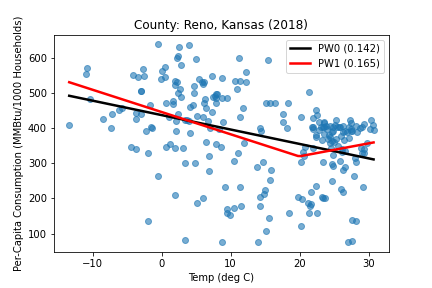 County: Reno, Kansas (2018)
PW0 (0.142)
PW1 (0.165)
Per-Capita Consumption (MMBtu/1000 Households)
600
500
400
300
200
100
−10 0 10 20 30
Temp (deg C)